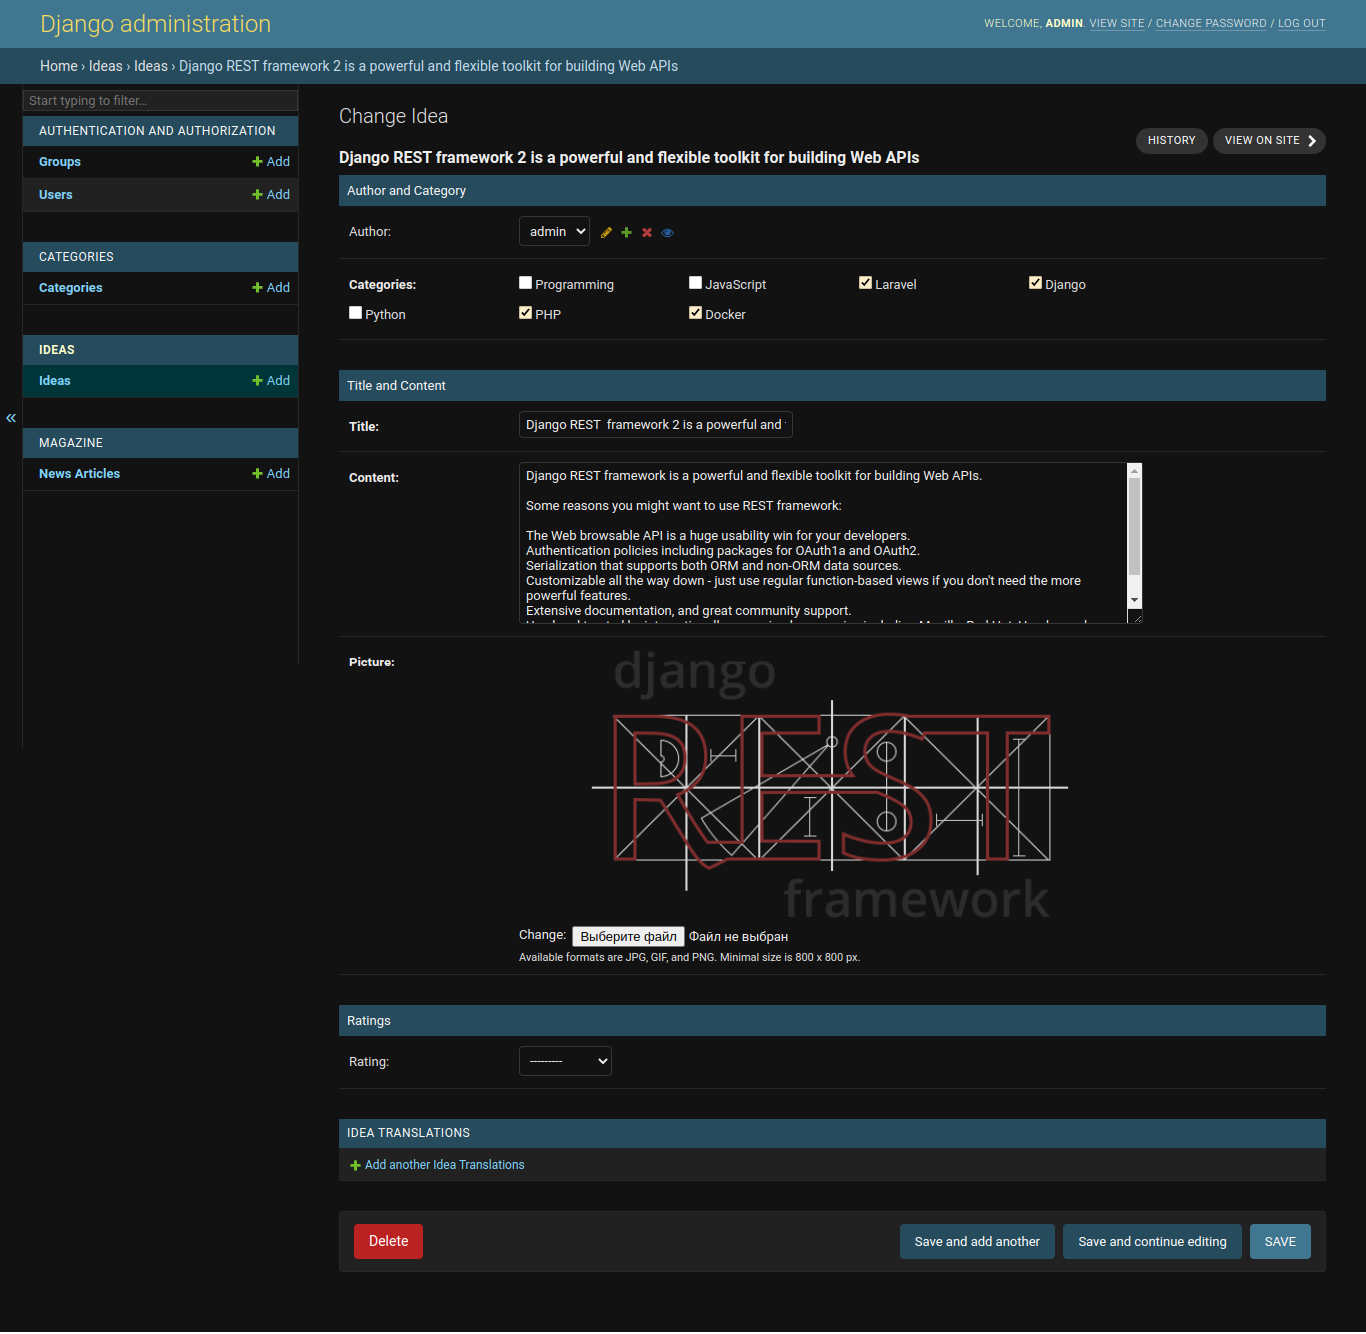 Django administration
WELCOME, ADMIN. VIEW SITE / CHANGE PASSWORD / LOG OUT
Home › Ideas › Ideas › Django REST framework 2 is a powerful and flexible toolkit for building Web APIs
Start typing to filter...
AUTHENTICATION AND AUTHORIZATION
Groups Add
Users Add
CATEGORIES
Categories Add
IDEAS
Ideas Add
MAGAZINE
News Articles Add
«
Change Idea
HISTORY VIEW ON SITE
Django REST framework 2 is a powerful and flexible toolkit for building Web APIs
Author and Category
Author: admin
Categories: Programming JavaScript Laravel Django
Python PHP Docker
Title and Content
Title: Django REST framework 2 is a powerful and
Content: Django REST framework is a powerful and flexible toolkit for building Web APIs.
Some reasons you might want to use REST framework:
The Web browsable API is a huge usability win for your developers.
Authentication policies including packages for OAuth1a and OAuth2.
Serialization that supports both ORM and non-ORM data sources.
Customizable all the way down - just use regular function-based views if you don't need the more
powerful features.
Extensive documentation, and great community support.
Picture:
django
REST
framework
Change: Выберите файл Файл не выбран
Available formats are JPG, GIF, and PNG. Minimal size is 800 x 800 px.
Ratings
Rating: ---------
IDEA TRANSLATIONS
Add another Idea Translations
Delete Save and add another Save and continue editing SAVE